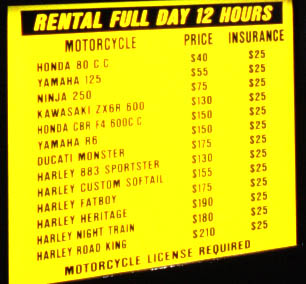 RENTAL FULL DAY 12 HOURS
MOTORCYCLE PRICE INSURANCE
HONDA 80 C C $40 $25
YAMAHA 125 $55 $25
NINJA 250 $75 $25
KAWASAKI ZX6R 600 $130 $25
HONDA CBR F4 600C C $150 $25
YAMAHA R6 $150 $25
DUCATI MONSTER $175 $25
HARLEY 883 SPORTSTER $130 $25
HARLEY CUSTOM SOFTAIL $155 $25
HARLEY FATBOY $175 $25
HARLEY HERITAGE $190 $25
HARLEY NIGHT TRAIN $180 $25
HARLEY ROAD KING $210 $25
MOTORCYCLE LICENSE REQUIRED